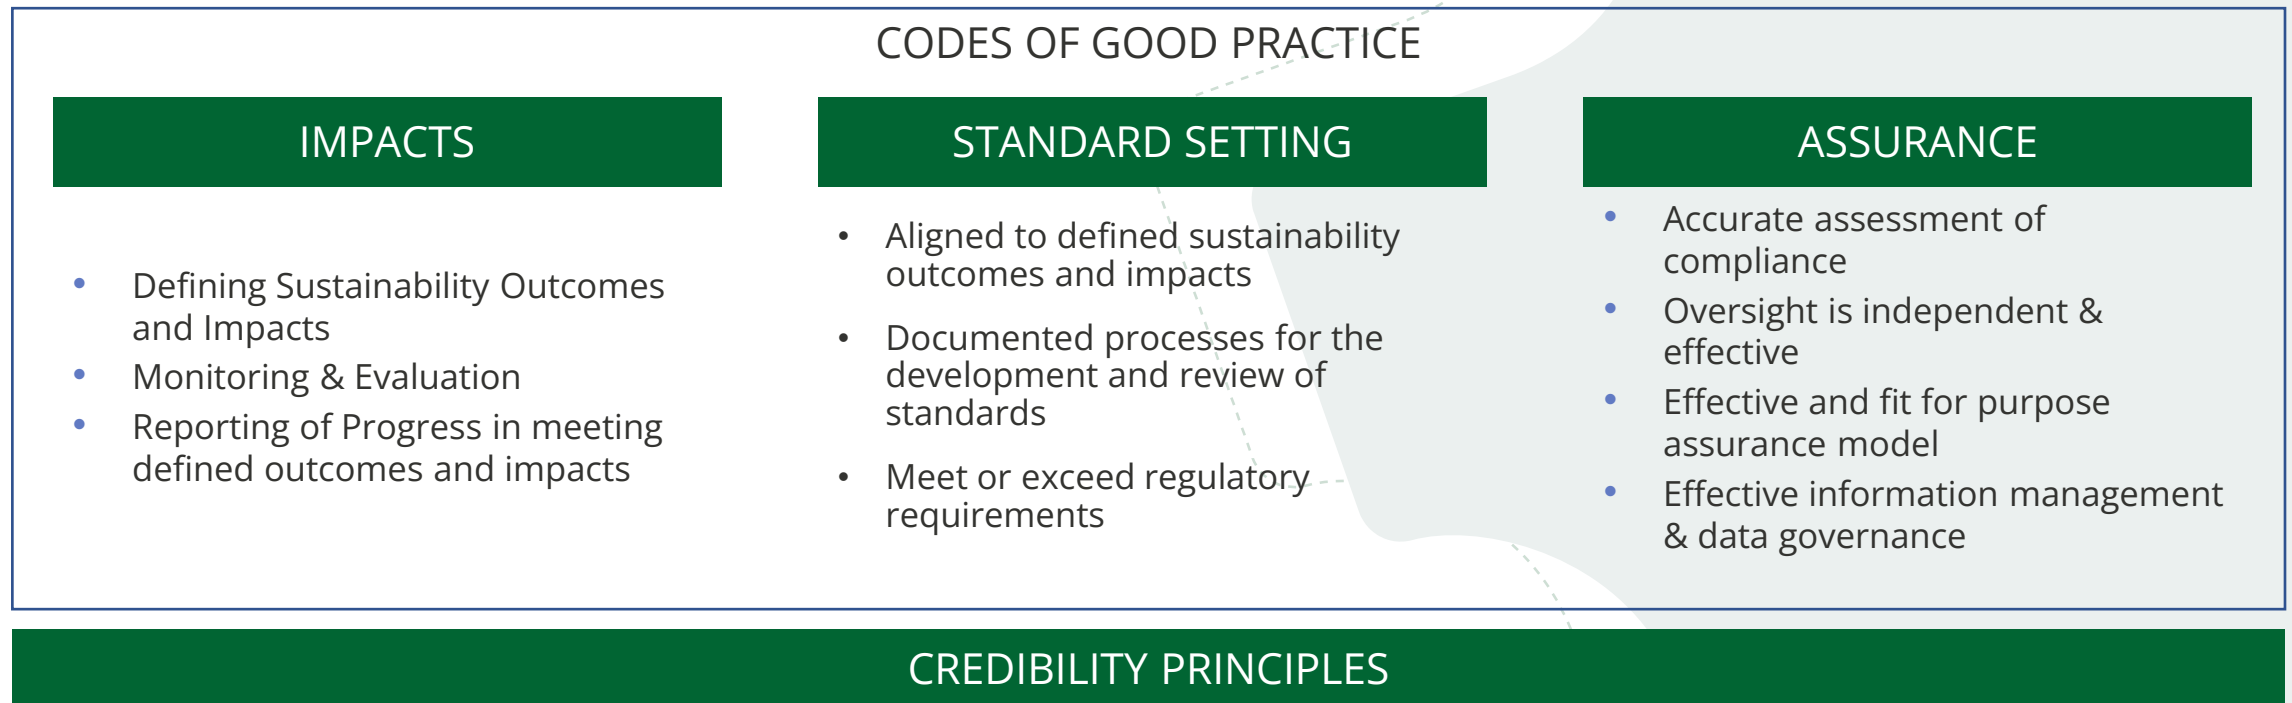 CODES OF GOOD PRACTICE
IMPACTS
• Defining Sustainability Outcomes
and Impacts
• Monitoring & Evaluation
• Reporting of Progress in meeting
defined outcomes and impacts
STANDARD SETTING
• Aligned to defined sustainability
outcomes and impacts
• Documented processes for the
development and review of
standards
• Meet or exceed regulatory
requirements
ASSURANCE
• Accurate assessment of
compliance
• Oversight is independent &
effective
• Effective and fit for purpose
assurance model
• Effective information management
& data governance
CREDIBILITY PRINCIPLES